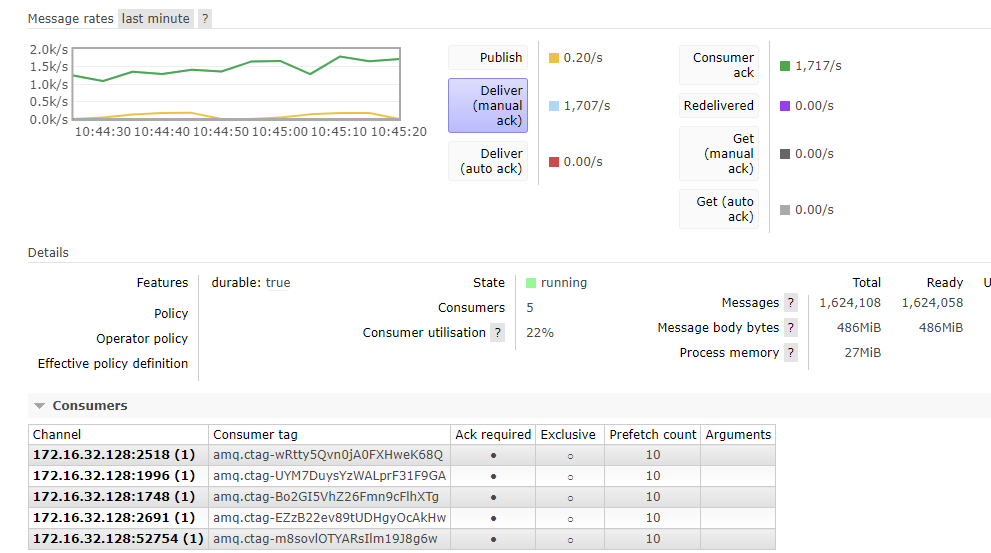 Message rates last minute ?
2.0k/s
1.5k/s
1.0k/s
0.5k/s
0.0k/s
10:44:30 10:44:40 10:44:50 10:45:00 10:45:10 10:45:20
Publish 0.20/s
Deliver (manual ack) 1,707/s
Deliver (auto ack) 0.00/s
Consumer ack 1,717/s
Redelivered 0.00/s
Get (manual ack) 0.00/s
Get (auto ack) 0.00/s
Details
Features durable: true
Policy
Operator policy
Effective policy definition
State running
Consumers 5
Consumer utilisation ? 22%
Total Ready U
Messages ? 1,624,108 1,624,058
Message body bytes ? 486MiB 486MiB
Process memory ? 27MiB
Consumers
Channel Consumer tag Ack required Exclusive Prefetch count Arguments
172.16.32.128:2518 (1) amq.ctag-wRtty5Qvn0jA0FXHweK68Q ● ○ 10
172.16.32.128:1996 (1) amq.ctag-UYM7DuysYzWALprF31F9GA ● ○ 10
172.16.32.128:1748 (1) amq.ctag-Bo2GI5VhZ26Fmn9cFlhXTg ● ○ 10
172.16.32.128:2691 (1) amq.ctag-EZzB22ev89tUDHgyOcAkHw ● ○ 10
172.16.32.128:52754 (1) amq.ctag-m8sovlOTYARsIlm19J8g6w ● ○ 10